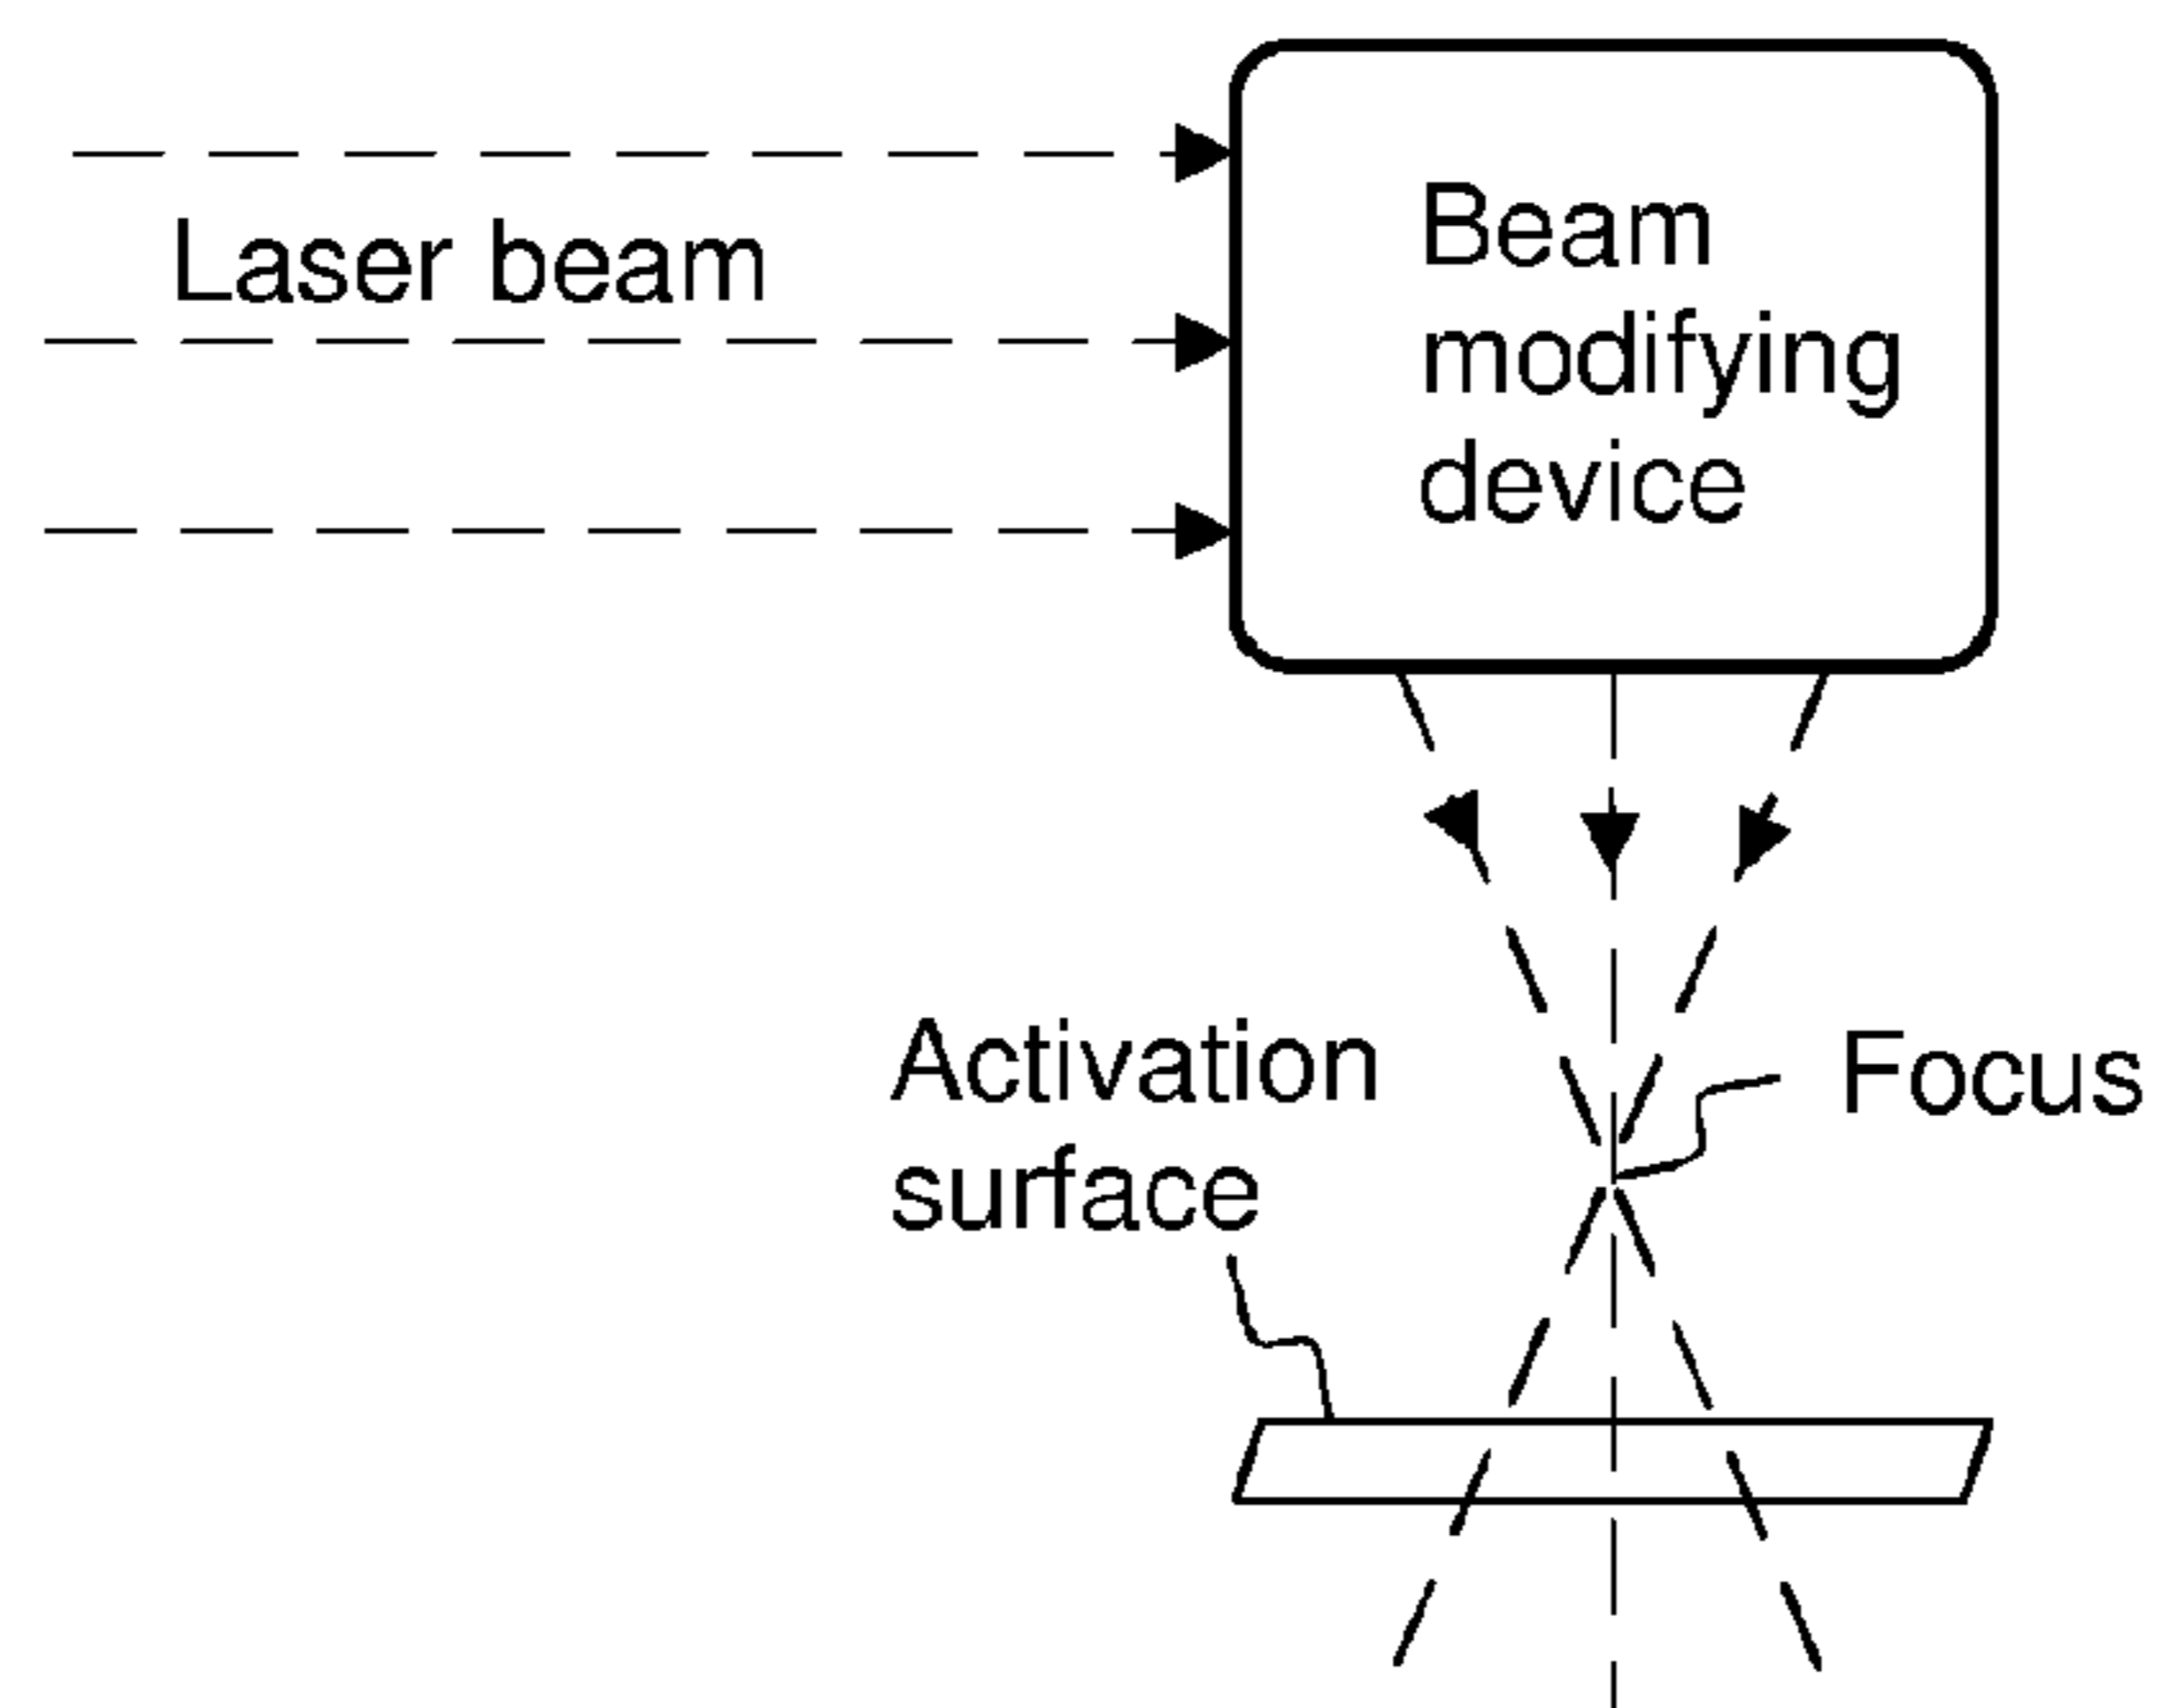 Laser beam
Beam
modifying
device
Activation
surface
Focus